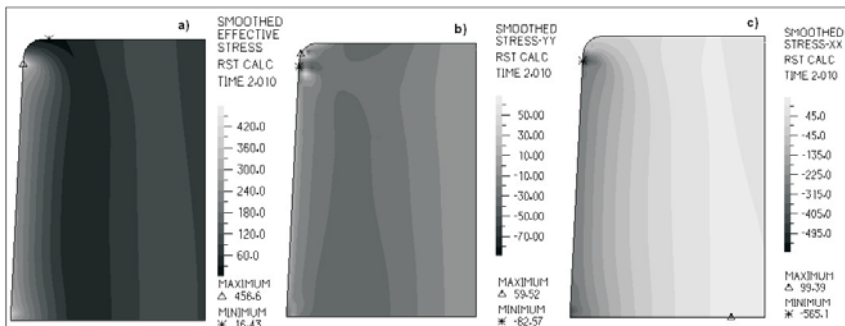 a)
SMOOTHED
EFFECTIVE
STRESS
RST CALC
TIME 2.010
420.0
360.0
300.0
240.0
180.0
120.0
60.0
MAXIMUM
△ 456.6
MINIMUM
✳ 16.43
b)
SMOOTHED
STRESS-YY
RST CALC
TIME 2.010
50.00
30.00
10.00
-10.00
-30.00
-50.00
-70.00
MAXIMUM
△ 59.52
MINIMUM
✳ -82.57
c)
SMOOTHED
STRESS-XX
RST CALC
TIME 2.010
45.0
-45.0
-135.0
-225.0
-315.0
-405.0
-495.0
MAXIMUM
△ 99.39
MINIMUM
✳ -565.1